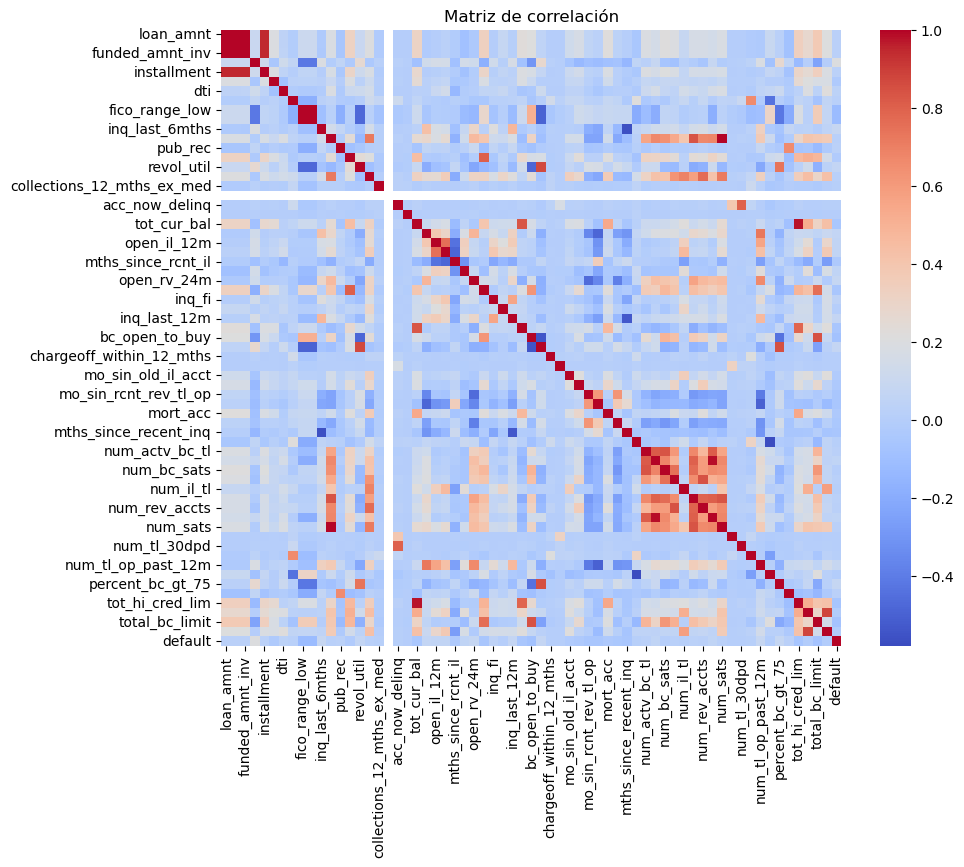 Matriz de correlación
loan_amnt
funded_amnt_inv
installment
dti
fico_range_low
inq_last_6mths
pub_rec
revol_util
collections_12_mths_ex_med
acc_now_delinq
tot_cur_bal
open_il_12m
mths_since_rcnt_il
open_rv_24m
inq_fi
inq_last_12m
bc_open_to_buy
chargeoff_within_12_mths
mo_sin_old_il_acct
mo_sin_rcnt_rev_tl_op
mort_acc
mths_since_recent_inq
num_actv_bc_tl
num_bc_sats
num_il_tl
num_rev_accts
num_sats
num_tl_30dpd
num_tl_op_past_12m
percent_bc_gt_75
tot_hi_cred_lim
total_bc_limit
default
loan_amnt
funded_amnt_inv
installment
dti
fico_range_low
inq_last_6mths
pub_rec
revol_util
collections_12_mths_ex_med
acc_now_delinq
tot_cur_bal
open_il_12m
mths_since_rcnt_il
open_rv_24m
inq_fi
inq_last_12m
bc_open_to_buy
chargeoff_within_12_mths
mo_sin_old_il_acct
mo_sin_rcnt_rev_tl_op
mort_acc
mths_since_recent_inq
num_actv_bc_tl
num_bc_sats
num_il_tl
num_rev_accts
num_sats
num_tl_30dpd
num_tl_op_past_12m
percent_bc_gt_75
tot_hi_cred_lim
total_bc_limit
default
1.0
0.8
0.6
0.4
0.2
0.0
−0.2
−0.4